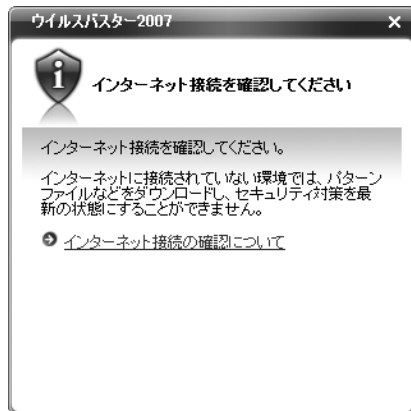 ウイルスバスター2007
インターネット接続を確認してください
インターネット接続を確認してください。
インターネットに接続されていない環境では、パターン
ファイルなどをダウンロードし、セキュリティ対策を最
新の状態にすることができません。
インターネット接続の確認について